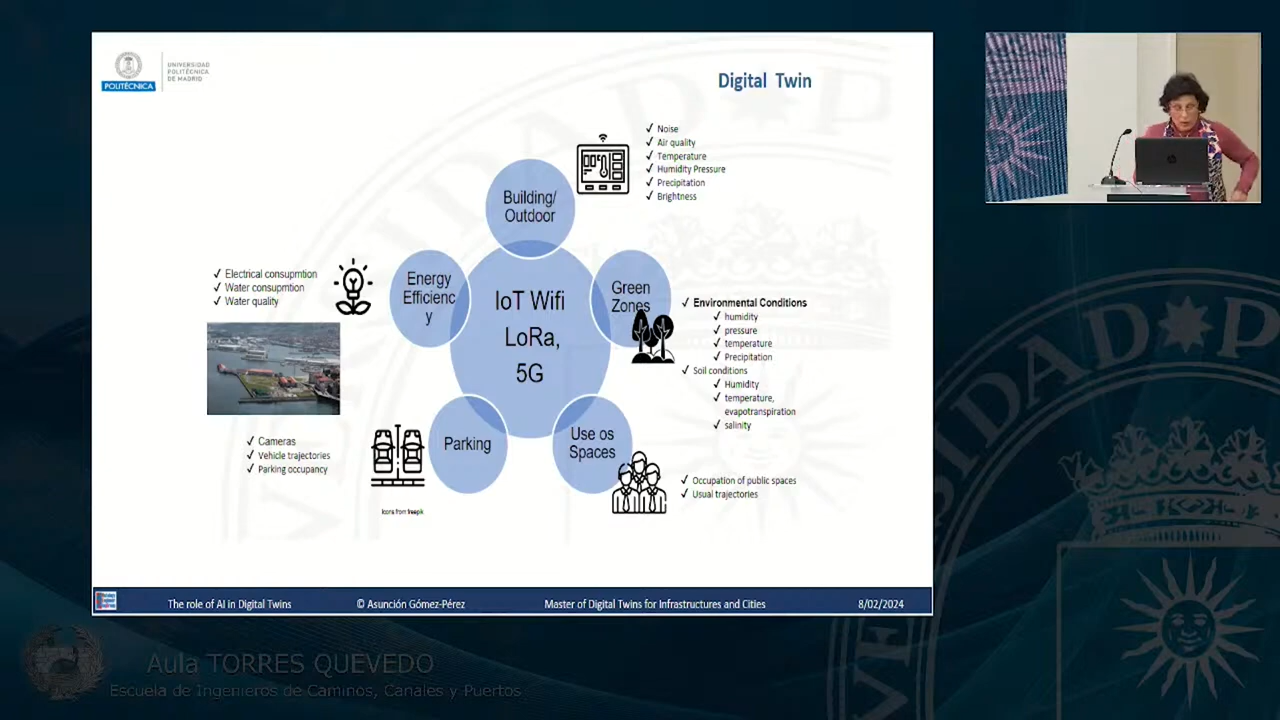 POLITÉCNICA
UNIVERSIDAD
POLITÉCNICA
DE MADRID
Digital Twin
✓ Noise
✓ Air quality
✓ Temperature
✓ Humidity Pressure
✓ Precipitation
✓ Brightness
Building/
Outdoor
✓ Electrical consupmtion
✓ Water consupmtion
✓ Water quality
Energy
Efficienc
y
IoT Wifi
LoRa,
5G
Green
Zones
✓ Environmental Conditions
✓ humidity
✓ pressure
✓ temperature
✓ Precipitation
✓ Soil conditions
✓ Humidity
✓ temperature,
evapotranspiration
✓ salinity
✓ Cameras
✓ Vehicle trajectories
✓ Parking occupancy
Parking
Use os
Spaces
✓ Occupation of public spaces
✓ Usual trajectories
Icons from freepik
The role of AI in Digital Twins
© Asunción Gómez-Pérez
Master of Digital Twins for Infrastructures and Cities
8/02/2024
Aula TORRES QUEVEDO
Escuela de Ingenieros de Caminos, Canales y Puertos